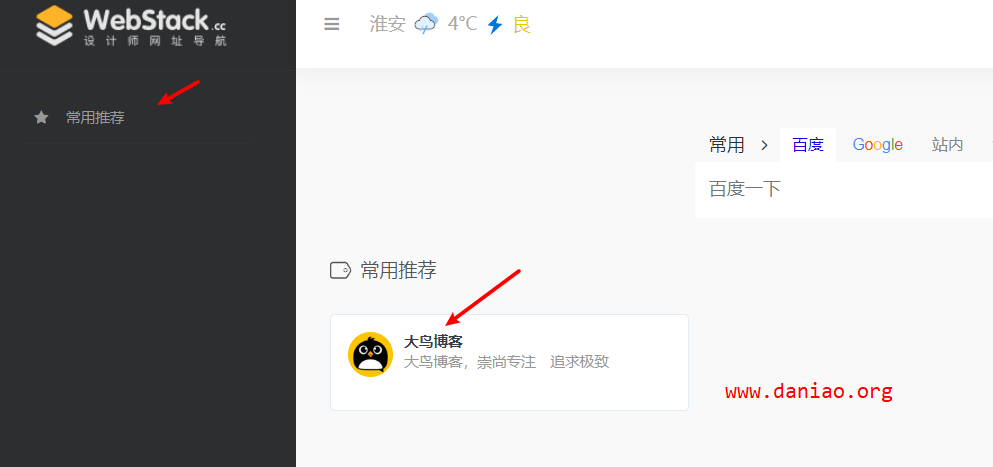 WebStack.cc
设计师网址导航
淮安 4℃ 良
常用推荐
常用 百度 Google 站内
百度一下
常用推荐
大鸟博客
大鸟博客，崇尚专注 追求极致
www.daniao.org